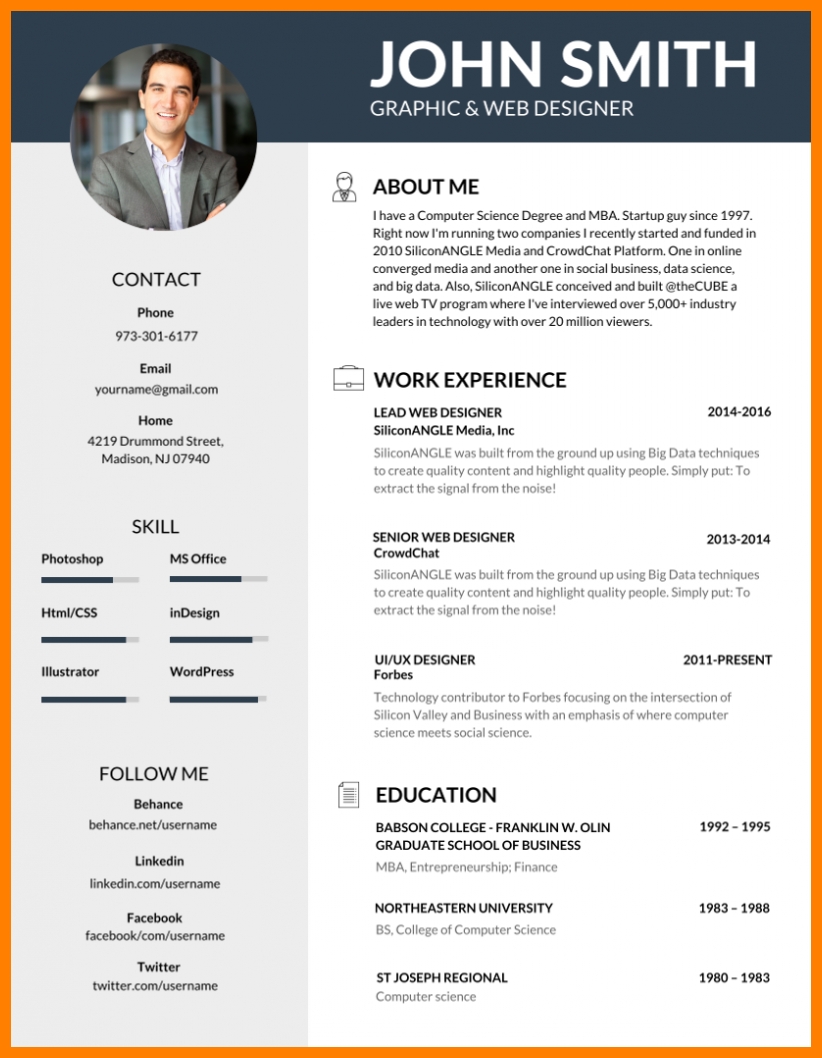 JOHN SMITH
GRAPHIC & WEB DESIGNER
CONTACT
Phone
973-301-6177
Email
yourname@gmail.com
Home
4219 Drummond Street,
Madison, NJ 07940
SKILL
Photoshop
MS Office
Html/CSS
inDesign
Illustrator
WordPress
FOLLOW ME
Behance
behance.net/username
Linkedin
linkedin.com/username
Facebook
facebook/com/username
Twitter
twitter.com/username
ABOUT ME
I have a Computer Science Degree and MBA. Startup guy since 1997.
Right now I'm running two companies I recently started and funded in
2010 SiliconANGLE Media and CrowdChat Platform. One in online
converged media and another one in social business, data science,
and big data. Also, SiliconANGLE conceived and built @theCUBE a
live web TV program where I've interviewed over 5,000+ industry
leaders in technology with over 20 million viewers.
WORK EXPERIENCE
LEAD WEB DESIGNER 2014-2016
SiliconANGLE Media, Inc
SiliconANGLE was built from the ground up using Big Data techniques
to create quality content and highlight quality people. Simply put: To
extract the signal from the noise!
SENIOR WEB DESIGNER 2013-2014
CrowdChat
SiliconANGLE was built from the ground up using Big Data techniques
to create quality content and highlight quality people. Simply put: To
extract the signal from the noise!
UI/UX DESIGNER 2011-PRESENT
Forbes
Technology contributor to Forbes focusing on the intersection of
Silicon Valley and Business with an emphasis of where computer
science meets social science.
EDUCATION
BABSON COLLEGE - FRANKLIN W. OLIN 1992 – 1995
GRADUATE SCHOOL OF BUSINESS
MBA, Entrepreneurship; Finance
NORTHEASTERN UNIVERSITY 1983 – 1988
BS, College of Computer Science
ST JOSEPH REGIONAL 1980 – 1983
Computer science